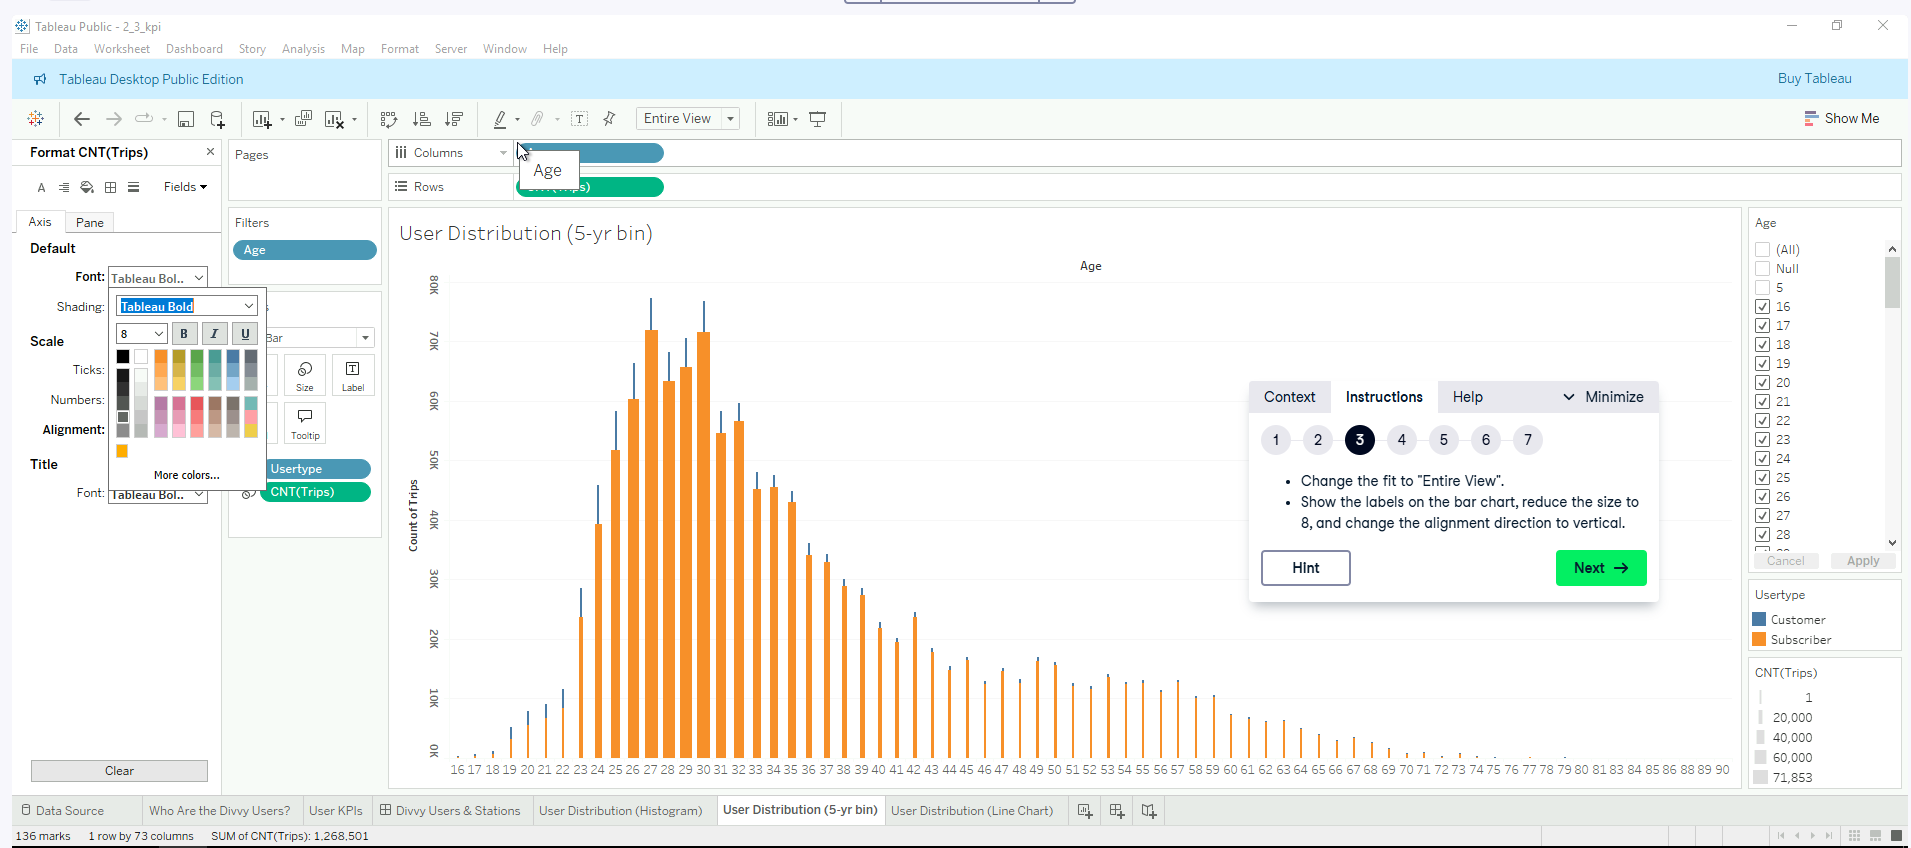 Tableau Public - 2_3_kpi
File Data Worksheet Dashboard Story Analysis Map Format Server Window Help
Tableau Desktop Public Edition
Buy Tableau
Entire View
Show Me
Format CNT(Trips)
Fields
Axis Pane
Default
Font: Tableau Bol..
Shading:
Tableau Bold
8 B I U
Scale
Ticks:
Numbers:
Alignment:
Title
More colors...
Font: Tableau Bol..
Clear
Pages
Filters
Age
Bar
Size
Label
Tooltip
Usertype
CNT(Trips)
Columns
Age
Rows
User Distribution (5-yr bin)
Age
Count of Trips
80K
70K
60K
50K
40K
30K
20K
10K
0K
16 17 18 19 20 21 22 23 24 25 26 27 28 29 30 31 32 33 34 35 36 37 38 39 40 41 42 43 44 45 46 47 48 49 50 51 52 53 54 55 56 57 58 59 60 61 62 63 64 65 66 67 68 69 70 71 72 73 74 75 76 77 78 79 80 81 82 83 84 85 86 87 88 89 90
Context Instructions Help Minimize
1 2 3 4 5 6 7
• Change the fit to "Entire View".
• Show the labels on the bar chart, reduce the size to
8, and change the alignment direction to vertical.
HInt
Next
Age
(All)
Null
5
16
17
18
19
20
21
22
23
24
25
26
27
28
Cancel Apply
Usertype
Customer
Subscriber
CNT(Trips)
1
20,000
40,000
60,000
71,853
Data Source Who Are the Divvy Users? User KPIs Divvy Users & Stations User Distribution (Histogram) User Distribution (5-yr bin) User Distribution (Line Chart)
136 marks 1 row by 73 columns SUM of CNT(Trips): 1,268,501